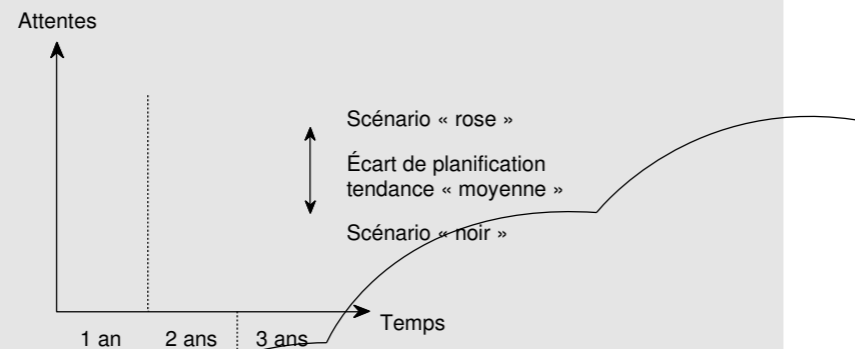 Attentes
Scénario « rose »
Écart de planification
tendance « moyenne »
Scénario « noir »
Temps
1 an
2 ans
3 ans